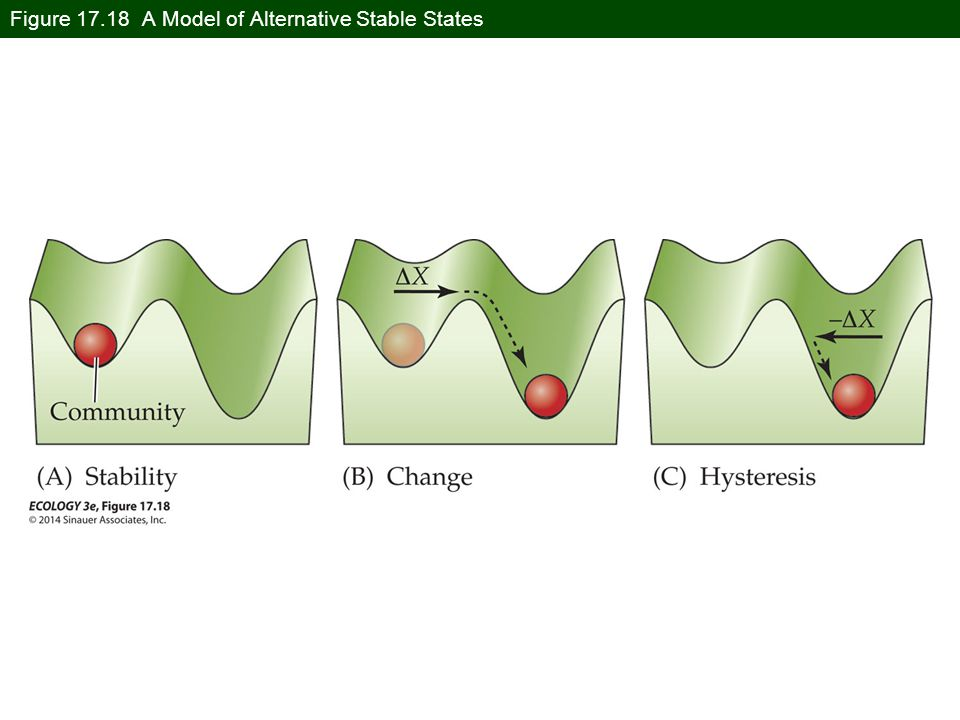 Figure 17.18 A Model of Alternative Stable States
Community
ΔX
–ΔX
(A) Stability
(B) Change
(C) Hysteresis
ECOLOGY 3e, Figure 17.18
© 2014 Sinauer Associates, Inc.